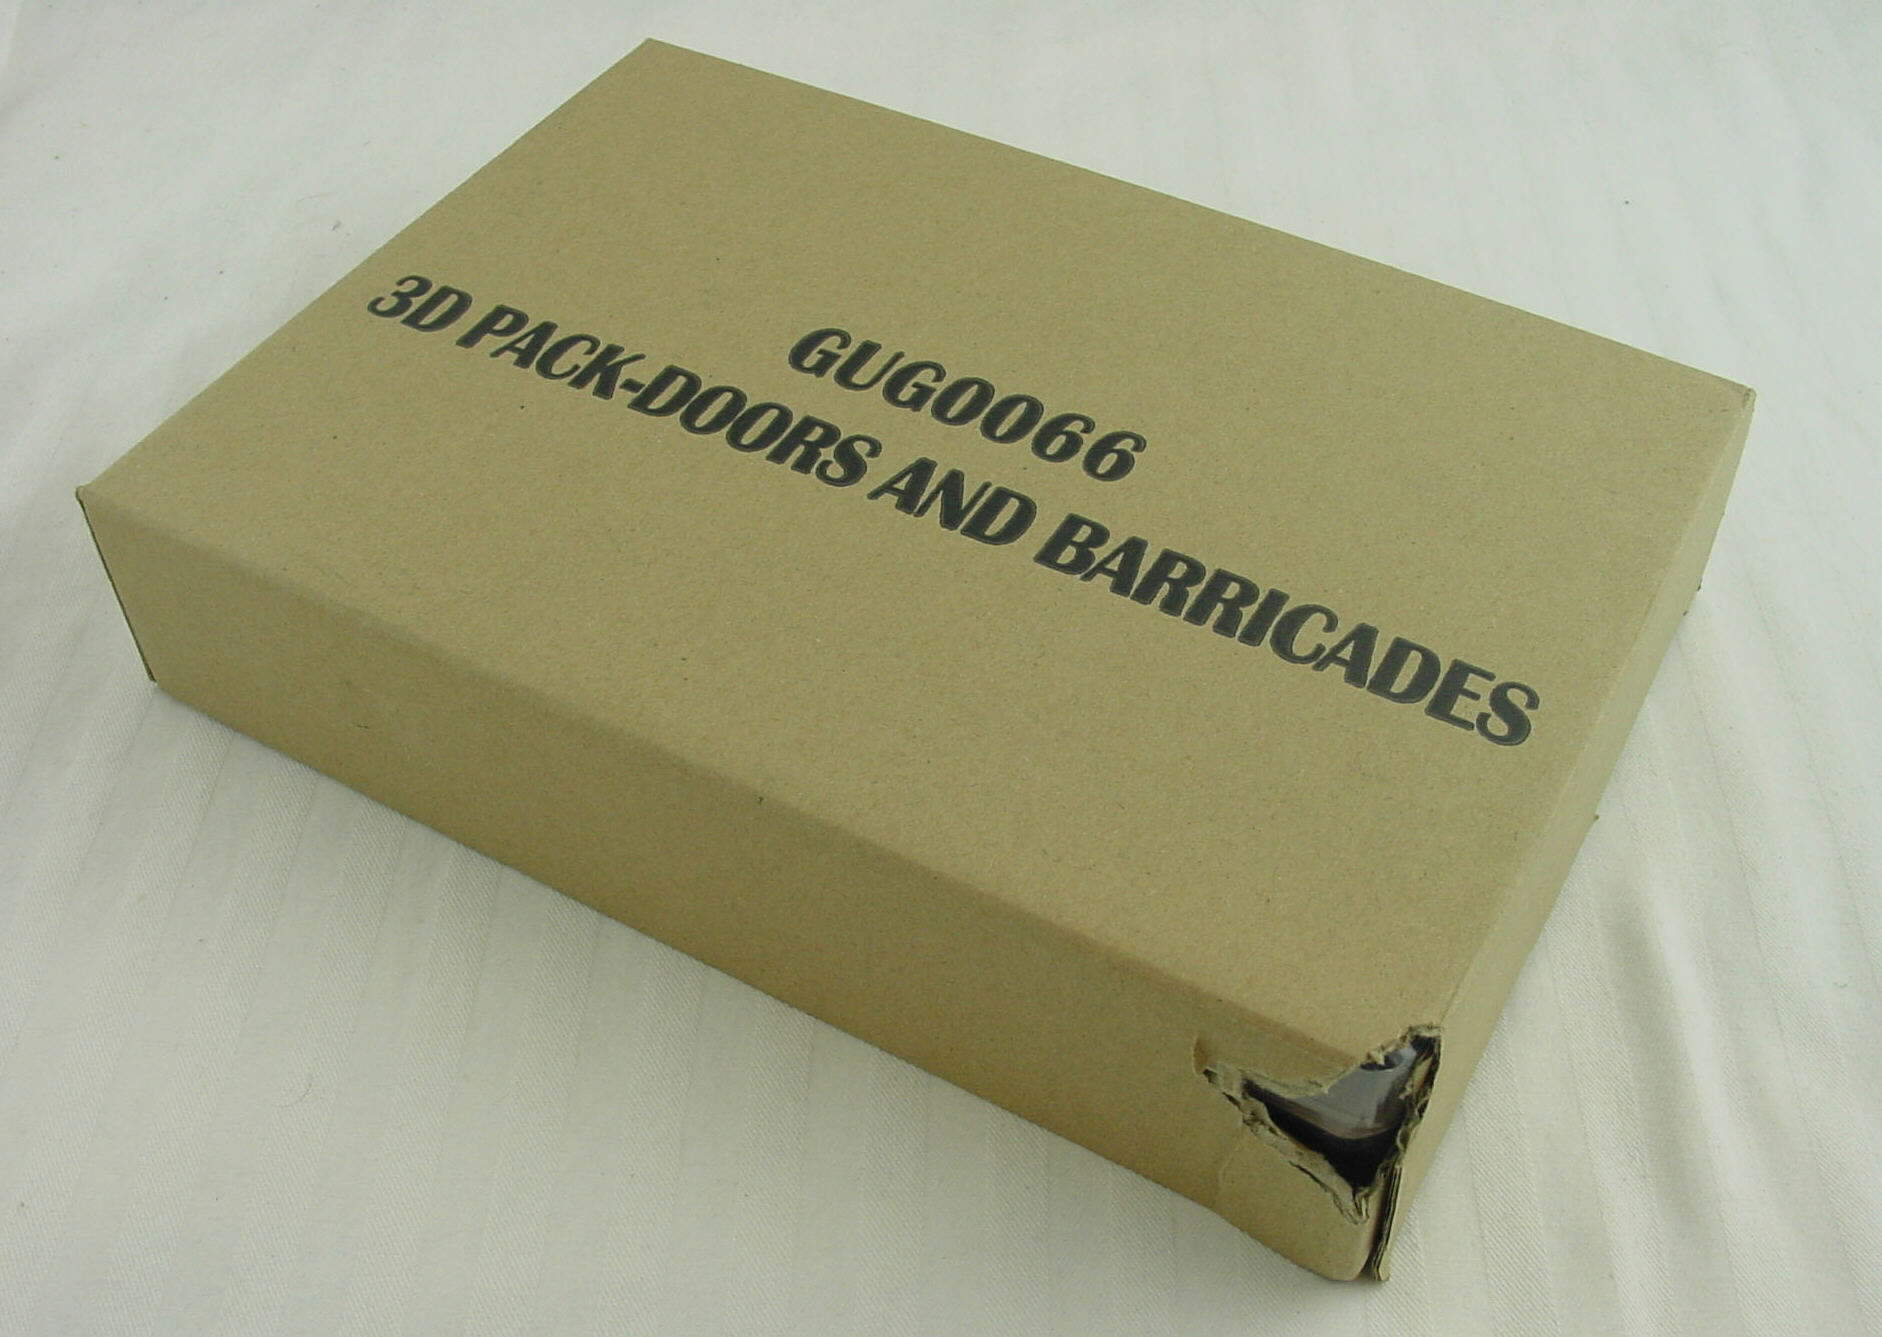 GUG0066
3D PACK-DOORS AND BARRICADES